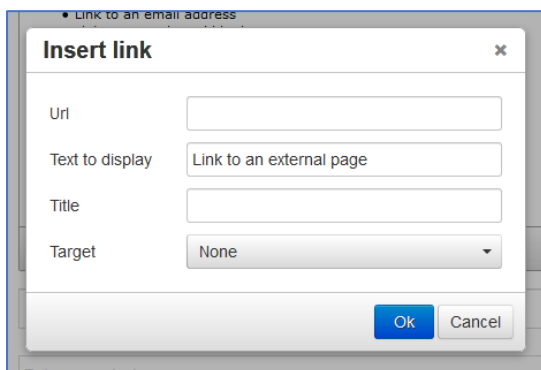 • Link to an email address
Insert link
×
Url
Text to display Link to an external page
Title
Target None
Ok Cancel